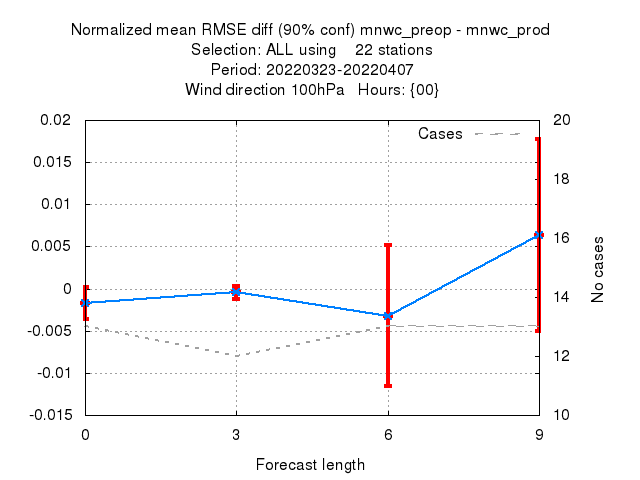 Normalized mean RMSE diff (90% conf) mnwc_preop - mnwc_prod
Selection: ALL using    22 stations
Period: 20220323-20220407
Wind direction 100hPa   Hours: {00}
Cases
0.02
0.015
0.01
0.005
0
-0.005
-0.01
-0.015
20
18
16
14
12
10
No cases
0
3
6
9
Forecast length